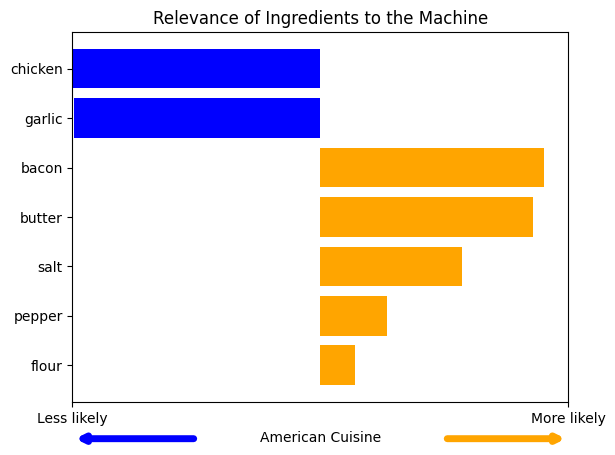 Relevance of Ingredients to the Machine
chicken
garlic
bacon
butter
salt
pepper
flour
Less likely
More likely
American Cuisine